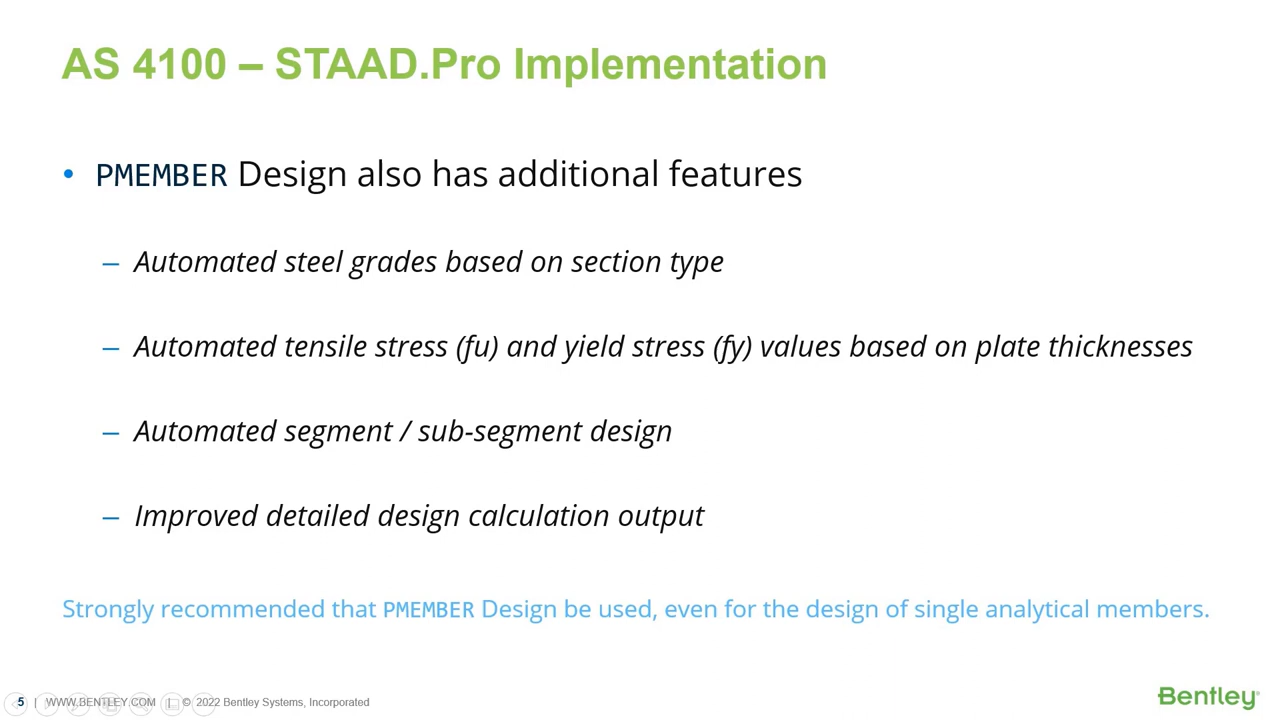 AS 4100 – STAAD.Pro Implementation
• PMEMBER Design also has additional features
– Automated steel grades based on section type
– Automated tensile stress (fu) and yield stress (fy) values based on plate thicknesses
– Automated segment / sub-segment design
– Improved detailed design calculation output
Strongly recommended that PMEMBER Design be used, even for the design of single analytical members.
5 | WWW.BENTLEY.COM | © 2022 Bentley Systems, Incorporated
Bentley